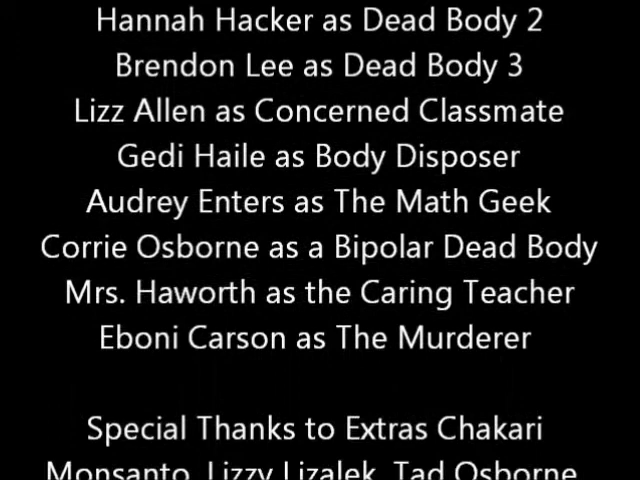 Hannah Hacker as Dead Body 2
Brendon Lee as Dead Body 3
Lizz Allen as Concerned Classmate
Gedi Haile as Body Disposer
Audrey Enters as The Math Geek
Corrie Osborne as a Bipolar Dead Body
Mrs. Haworth as the Caring Teacher
Eboni Carson as The Murderer
Special Thanks to Extras Chakari
Monsanto, Lizzy Lizalek, Tad Osborne,